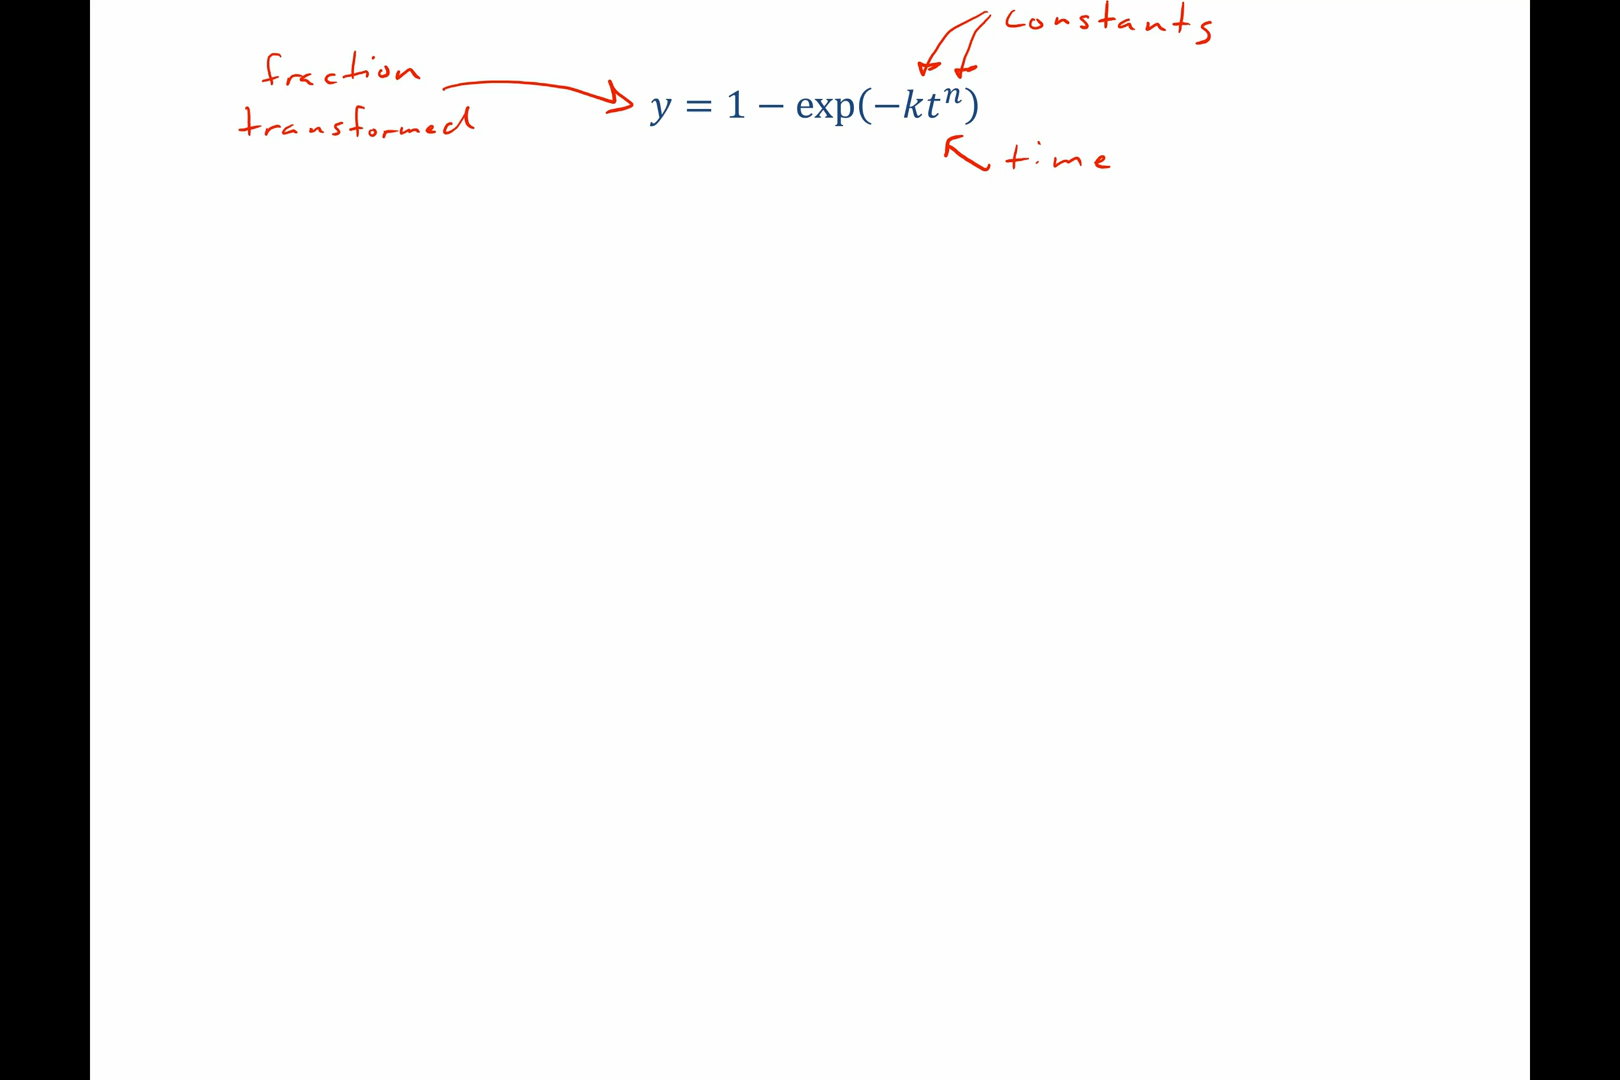 constants
fraction
transformed
y = 1 − exp(−ktⁿ)
time